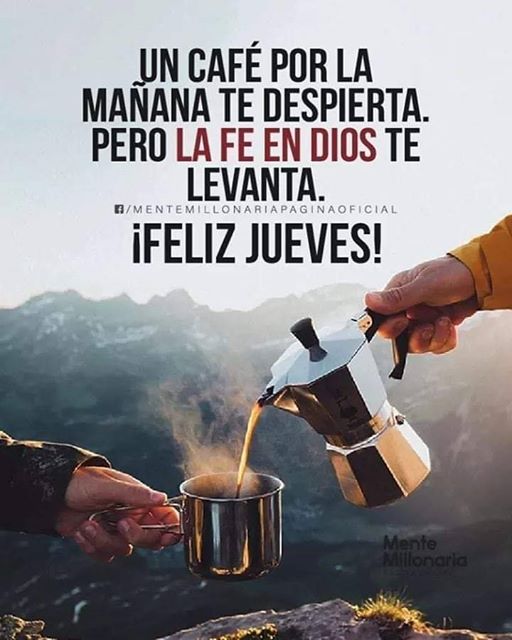 UN CAFÉ POR LA
MAÑANA TE DESPIERTA.
PERO LA FE EN DIOS TE
LEVANTA.
/MENTEMILLONARIAPAGINAOFICIAL
¡FELIZ JUEVES!
Mente
Millonaria